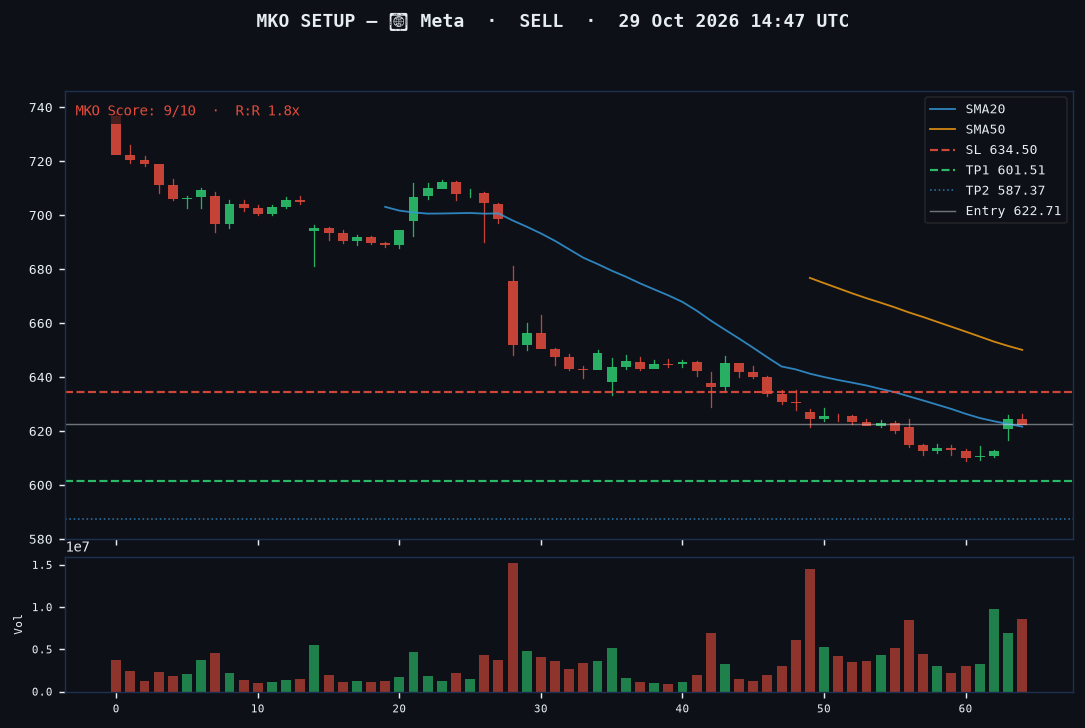 MKO SETUP — 🌐 Meta · SELL · 29 Oct 2026 14:47 UTC
MKO Score: 9/10 · R:R 1.8x
SMA20
SMA50
SL 634.50
TP1 601.51
TP2 587.37
Entry 622.71
740
720
700
680
660
640
620
600
580
1e7
1.5
1.0
0.5
0.0
Vol
0 10 20 30 40 50 60